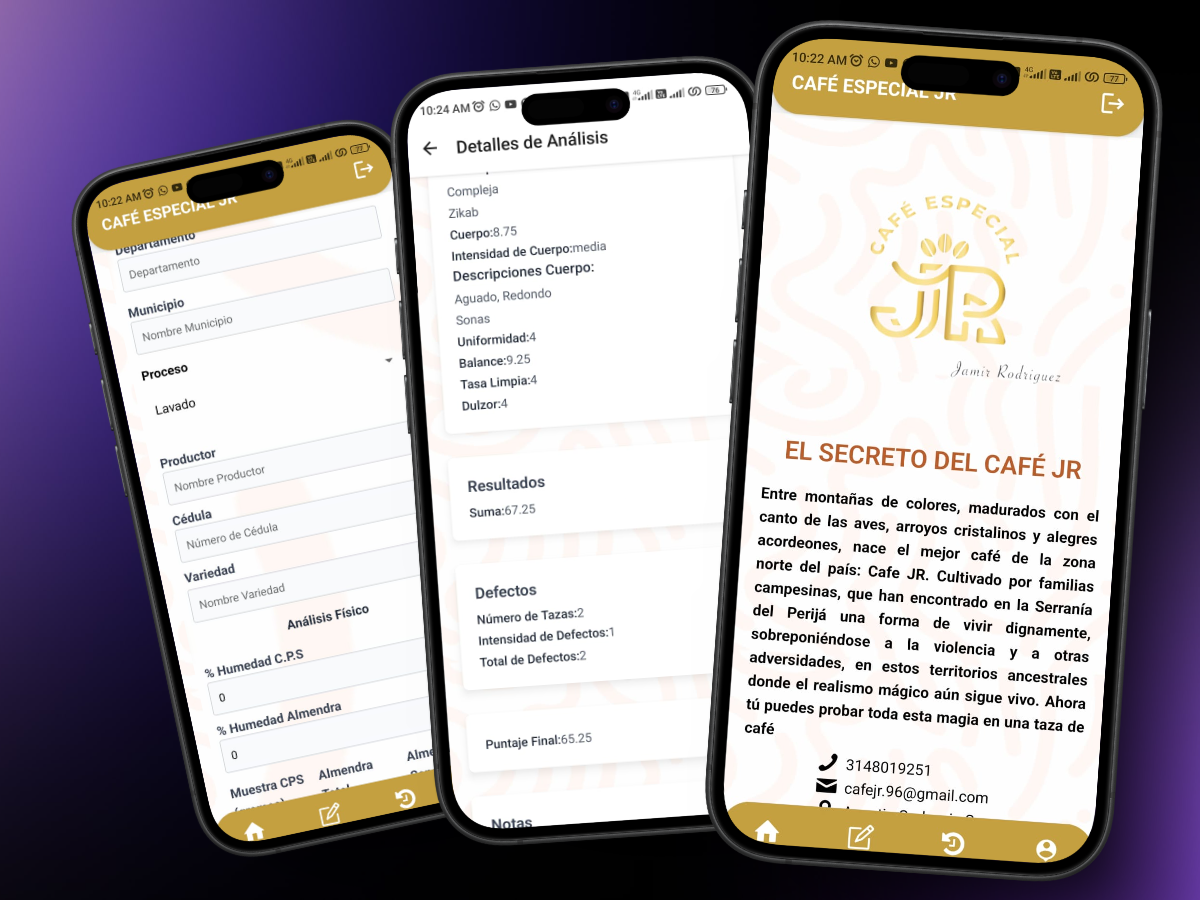 10:22 AM
4G
77
CAFÉ ESPECIAL JR
Departamento
Departamento
Municipio
Nombre Municipio
Proceso
Lavado
Productor
Nombre Productor
Cédula
Número de Cédula
Variedad
Nombre Variedad
Análisis Físico
% Humedad C.P.S
0
% Humedad Almendra
0
Muestra CPS Almendra
10:24 AM
4G
76
Detalles de Análisis
Compleja
Zikab
Cuerpo:8.75
Intensidad de Cuerpo:media
Descripciones Cuerpo:
Aguado, Redondo
Sonas
Uniformidad:4
Balance:9.25
Tasa Limpia:4
Dulzor:4
Resultados
Suma:67.25
Defectos
Número de Tazas:2
Intensidad de Defectos:1
Total de Defectos:2
Puntaje Final:65.25
Notas
10:22 AM
4G
77
CAFÉ ESPECIAL JR
CAFÉ ESPECIAL
JR
Jamir Rodriguez
EL SECRETO DEL CAFÉ JR
Entre montañas de colores, madurados con el
canto de las aves, arroyos cristalinos y alegres
acordeones, nace el mejor café de la zona
norte del país: Cafe JR. Cultivado por familias
campesinas, que han encontrado en la Serranía
del Perijá una forma de vivir dignamente,
sobreponiéndose a la violencia y a otras
adversidades, en estos territorios ancestrales
donde el realismo mágico aún sigue vivo. Ahora
tú puedes probar toda esta magia en una taza de
café
3148019251
cafejr.96@gmail.com